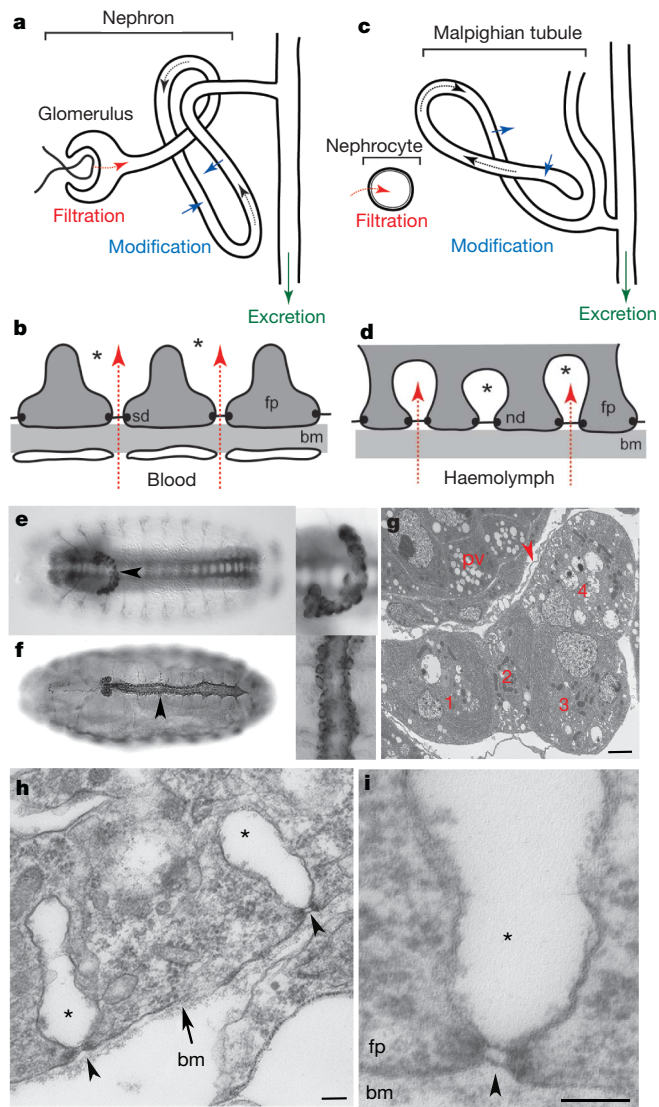 a
Nephron
Glomerulus
Filtration
Modification
Excretion
c
Malpighian tubule
Nephrocyte
Filtration
Modification
Excretion
b
*
*
sd
fp
bm
Blood
d
*
*
nd
fp
bm
Haemolymph
e
f
g
pv
4
1
2
3
h
*
*
bm
i
*
fp
bm